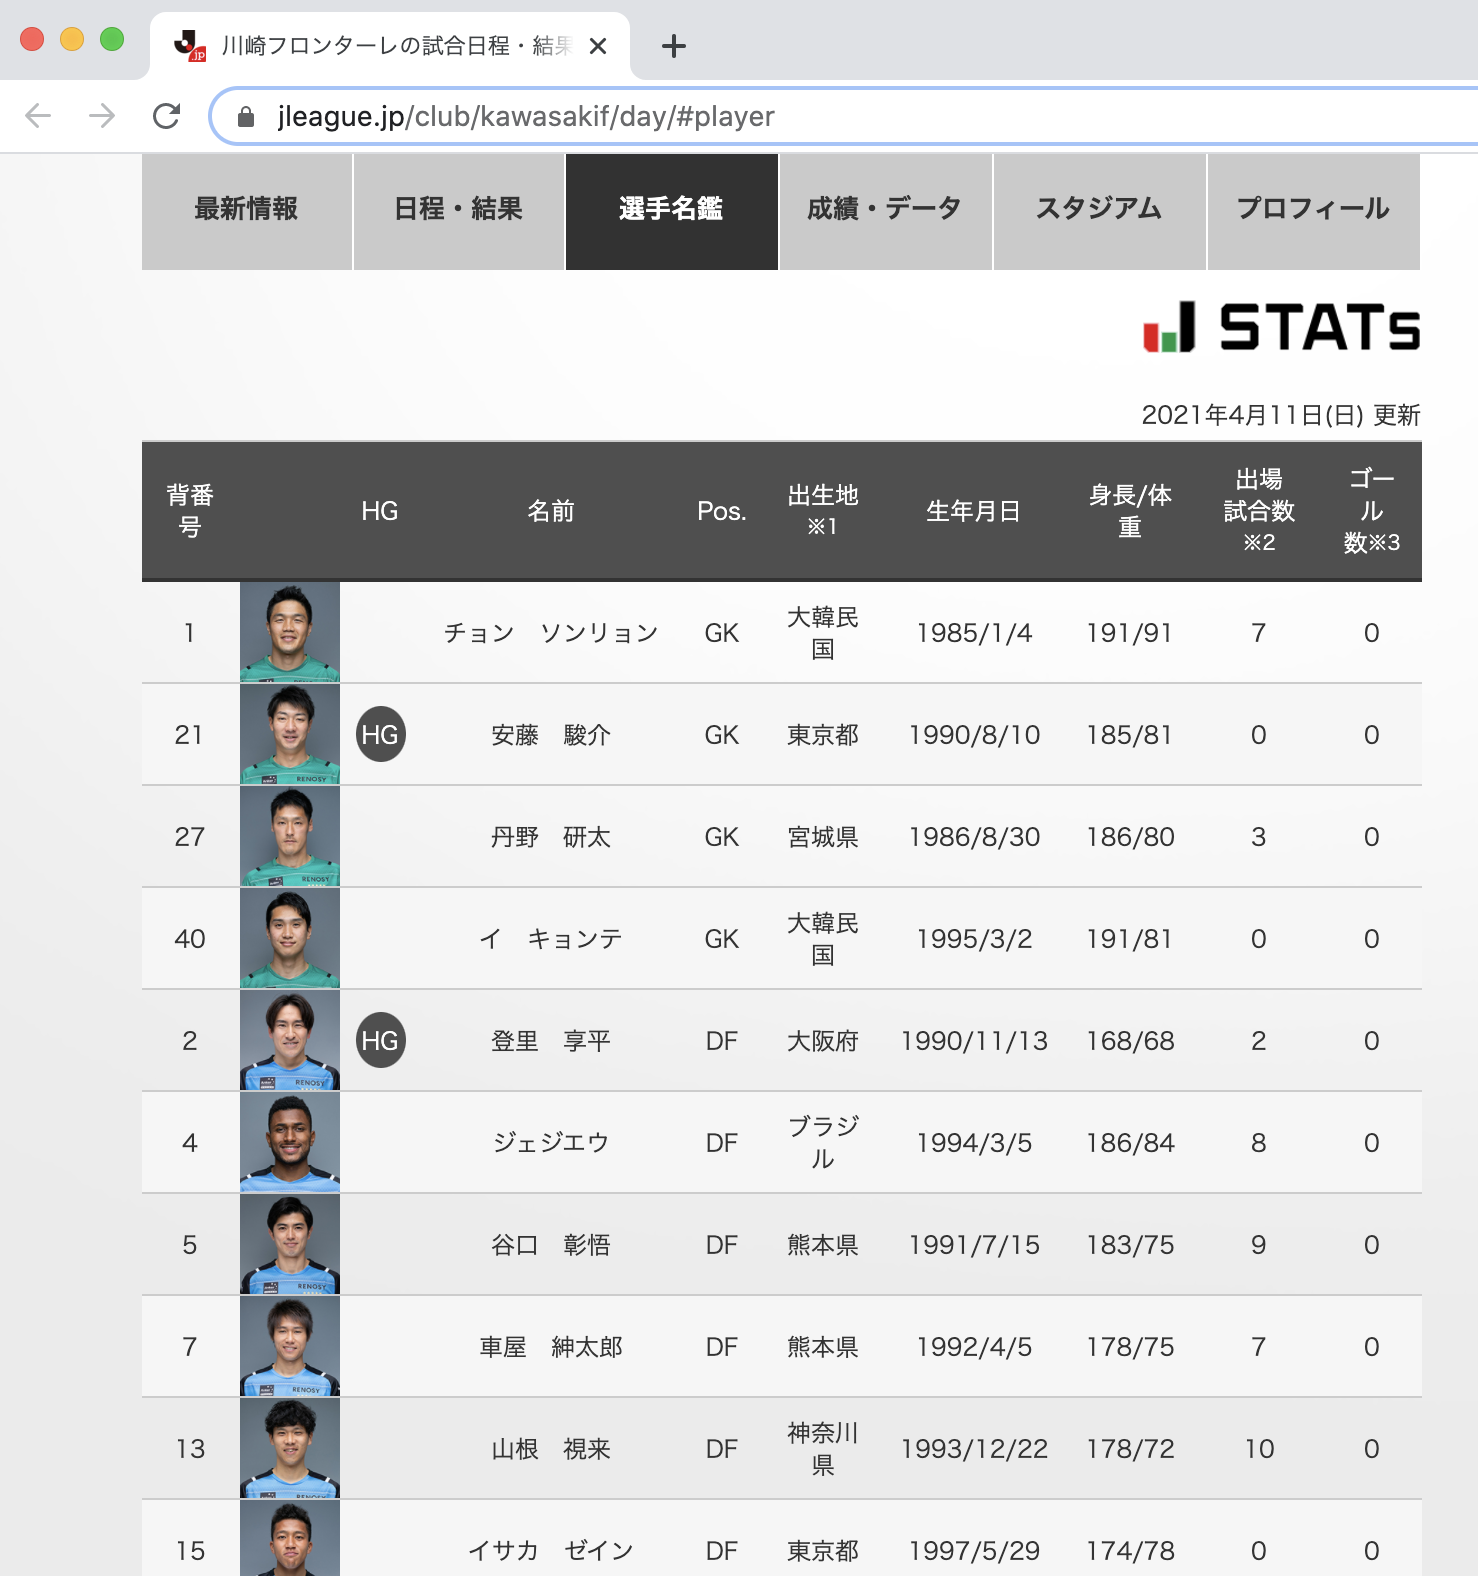 川崎フロンターレの試合日程・結果
jleague.jp/club/kawasakif/day/#player
最新情報 日程・結果 選手名鑑 成績・データ スタジアム プロフィール
STATS
2021年4月11日(日) 更新
背番号 HG 名前 Pos. 出生地※1 生年月日 身長/体重 出場試合数※2 ゴール数※3
1 チョン　ソンリョン GK 大韓民国 1985/1/4 191/91 7 0
21 HG 安藤　駿介 GK 東京都 1990/8/10 185/81 0 0
27 丹野　研太 GK 宮城県 1986/8/30 186/80 3 0
40 イ　キョンテ GK 大韓民国 1995/3/2 191/81 0 0
2 HG 登里　享平 DF 大阪府 1990/11/13 168/68 2 0
4 ジェジエウ DF ブラジル 1994/3/5 186/84 8 0
5 谷口　彰悟 DF 熊本県 1991/7/15 183/75 9 0
7 車屋　紳太郎 DF 熊本県 1992/4/5 178/75 7 0
13 山根　視来 DF 神奈川県 1993/12/22 178/72 10 0
15 イサカ　ゼイン DF 東京都 1997/5/29 174/78 0 0